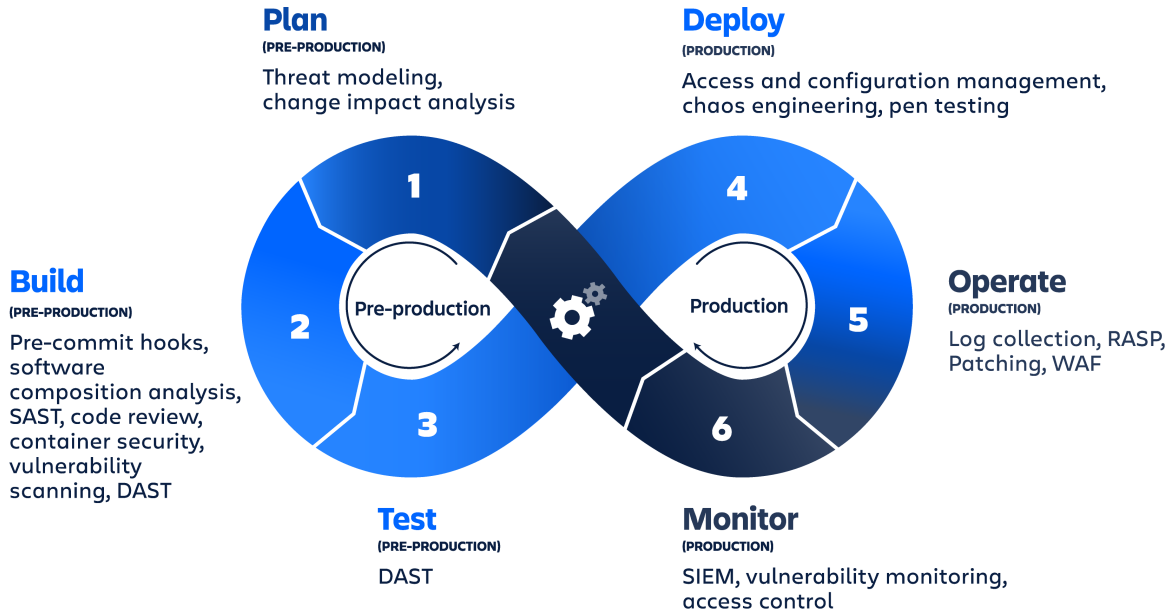 Plan
(PRE-PRODUCTION)
Threat modeling,
change impact analysis
Deploy
(PRODUCTION)
Access and configuration management,
chaos engineering, pen testing
1
4
Build
(PRE-PRODUCTION)
Pre-commit hooks,
software
composition analysis,
SAST, code review,
container security,
vulnerability
scanning, DAST
2
Pre-production
Production
5
Operate
(PRODUCTION)
Log collection, RASP,
Patching, WAF
3
6
Test
(PRE-PRODUCTION)
DAST
Monitor
(PRODUCTION)
SIEM, vulnerability monitoring,
access control